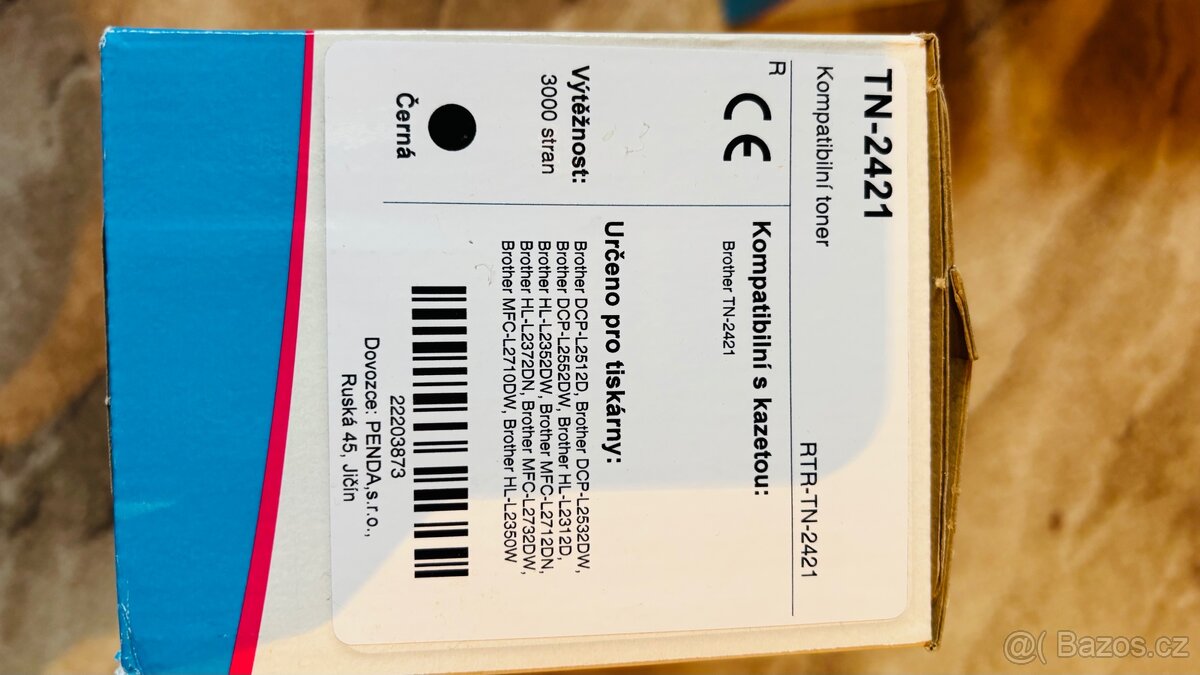 TN-2421
Kompatibilní toner
RTR-TN-2421
R
CE
Výtěžnost:
3000 stran
Černá
Kompatibilní s kazetou:
Brother TN-2421
Určeno pro tiskárny:
Brother DCP-L2512D, Brother DCP-L2532DW,
Brother DCP-L2552DW, Brother HL-L2312D,
Brother HL-L2352DW, Brother MFC-L2712DN,
Brother HL-L2372DN, Brother MFC-L2732DW,
Brother MFC-L2710DW, Brother HL-L2350W
22203873
Dovozce: PENDA,s.r.o.,
Ruská 45, Jičín
@( Bazos.cz